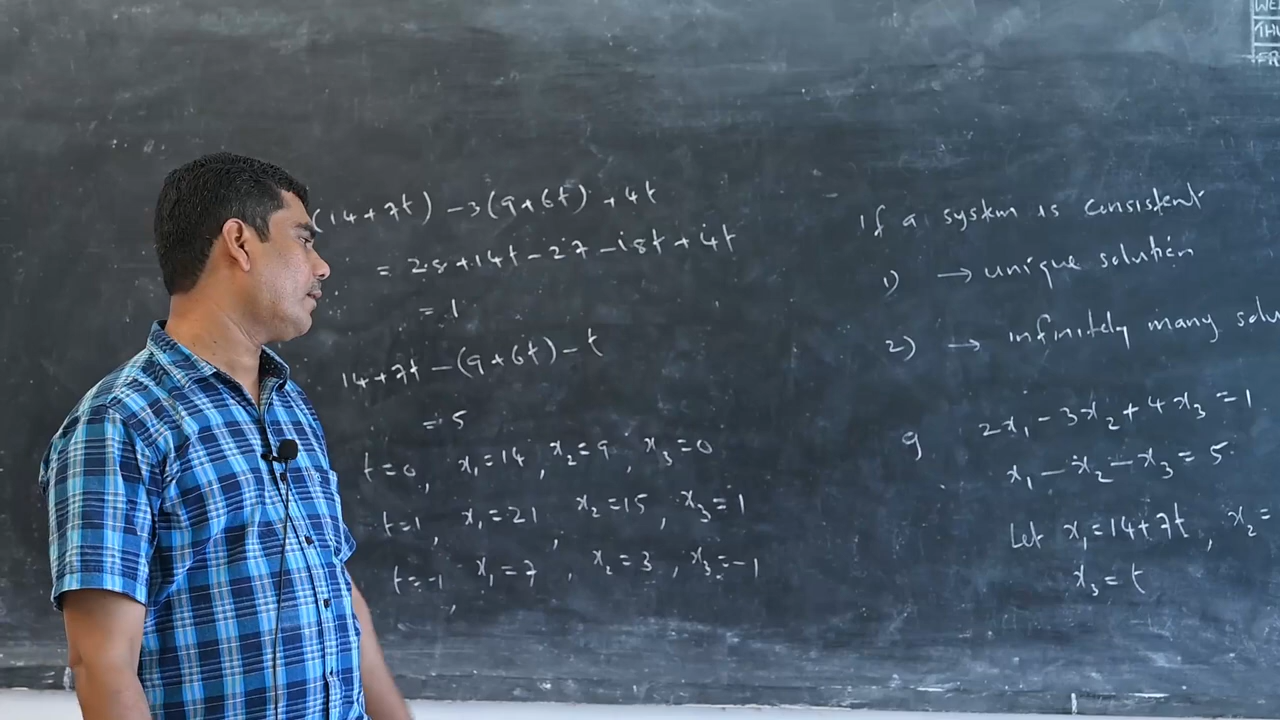 (14+7t) -3(9+6t) +4t
= 28+14t-27-18t+4t
= 1
14+7t-(9+6t)-t
= 5
t=0, x₁=14, x₂=9, x₃=0
t=1, x₁=21, x₂=15, x₃=1
t=-1, x₁=7, x₂=3, x₃=-1
If a system is consistent
1) → unique solution
2) → infinitely many solu
9 2x₁-3x₂+4x₃=1
x₁-x₂-x₃=5.
Let x₁=14+7t, x₂=
x₃=t
WE
THU
FR